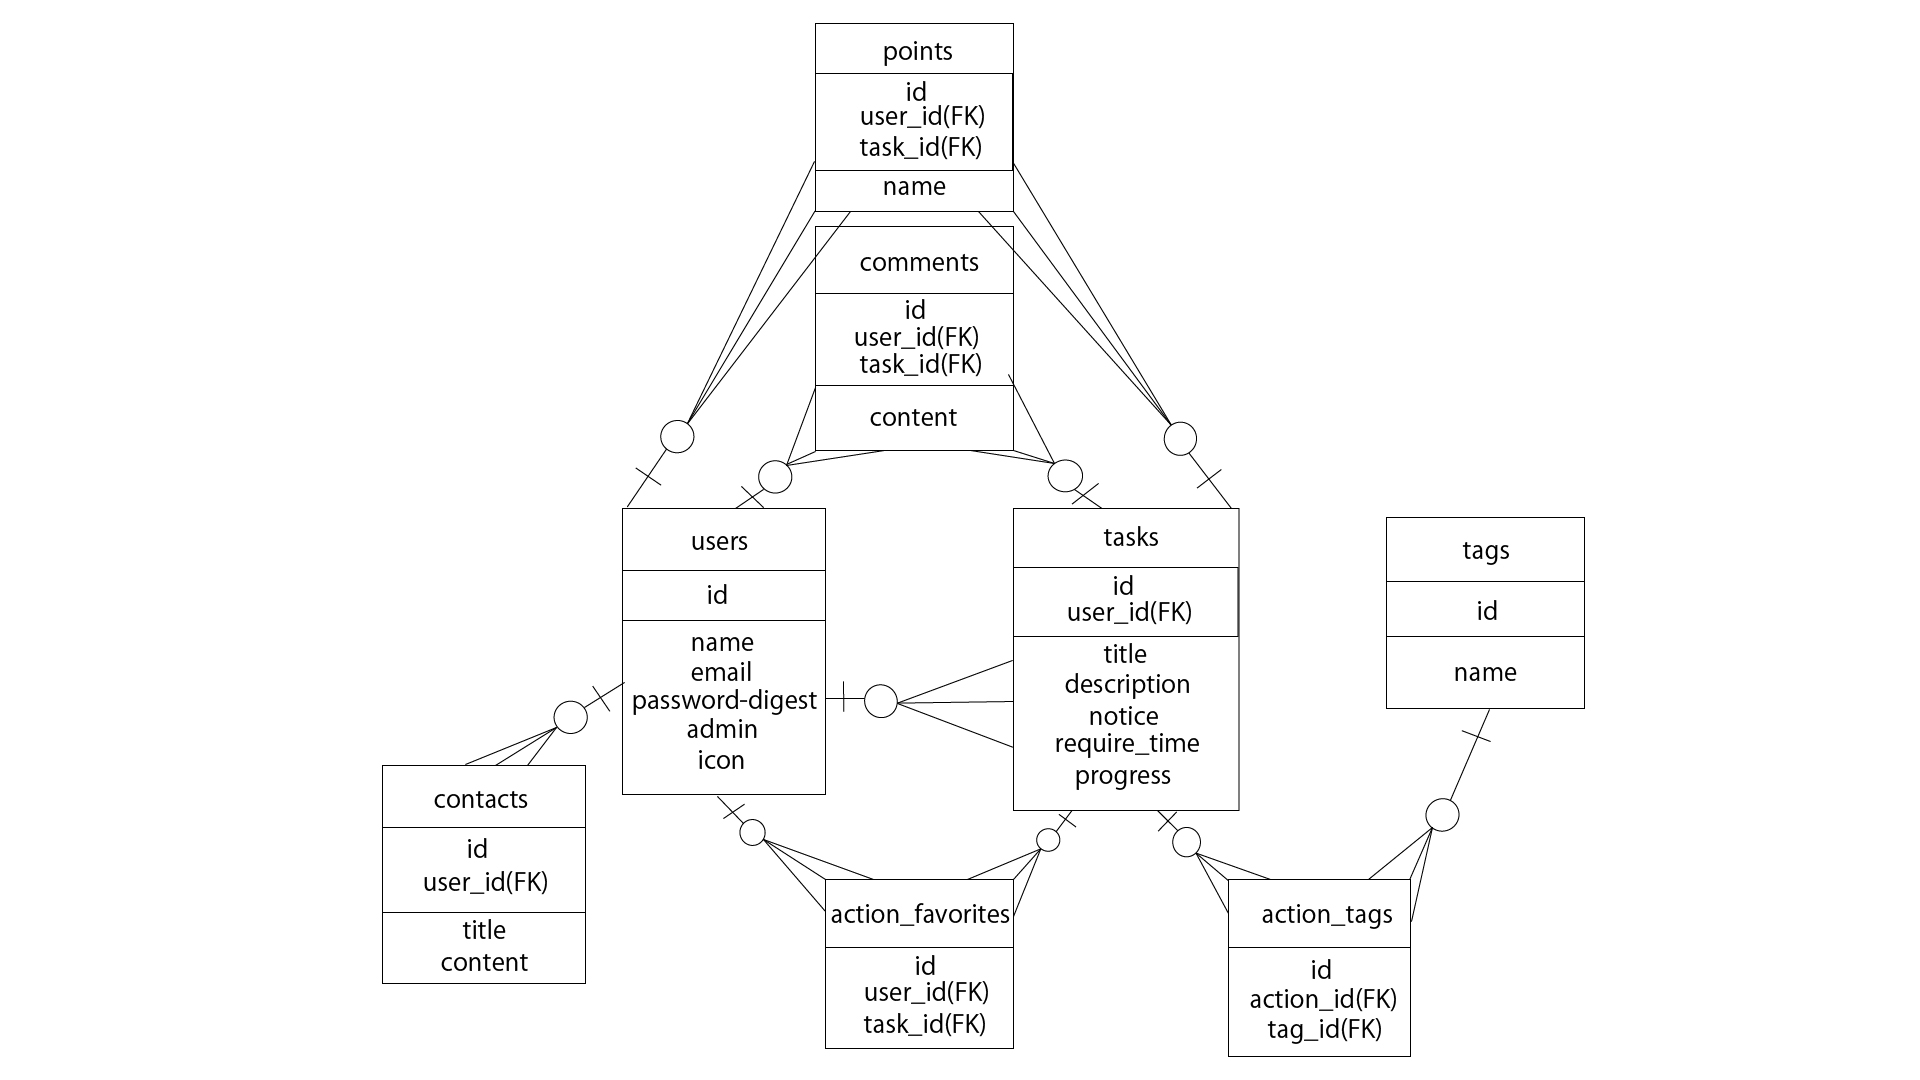 points
id
user_id(FK)
task_id(FK)
name
comments
id
user_id(FK)
task_id(FK)
content
users
id
name
email
password-digest
admin
icon
tasks
id
user_id(FK)
title
description
notice
require_time
progress
tags
id
name
contacts
id
user_id(FK)
title
content
action_favorites
id
user_id(FK)
task_id(FK)
action_tags
id
action_id(FK)
tag_id(FK)